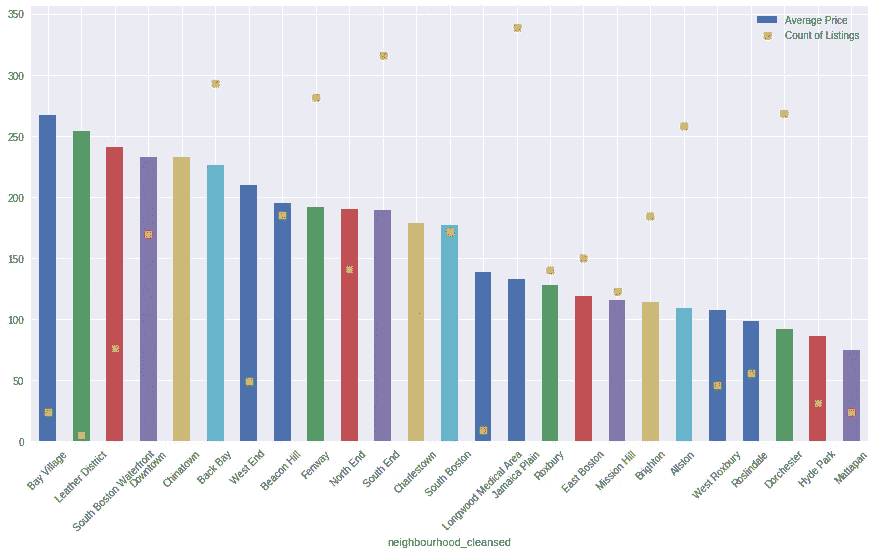 350
300
250
200
150
100
50
0
Average Price
Count of Listings
Bay Village
Leather District
South Boston Waterfront
Downtown
Chinatown
Back Bay
West End
Beacon Hill
Fenway
North End
South End
Charlestown
South Boston
Longwood Medical Area
Jamaica Plain
Roxbury
East Boston
Mission Hill
Brighton
Allston
West Roxbury
Roslindale
Dorchester
Hyde Park
Mattapan
neighbourhood_cleansed